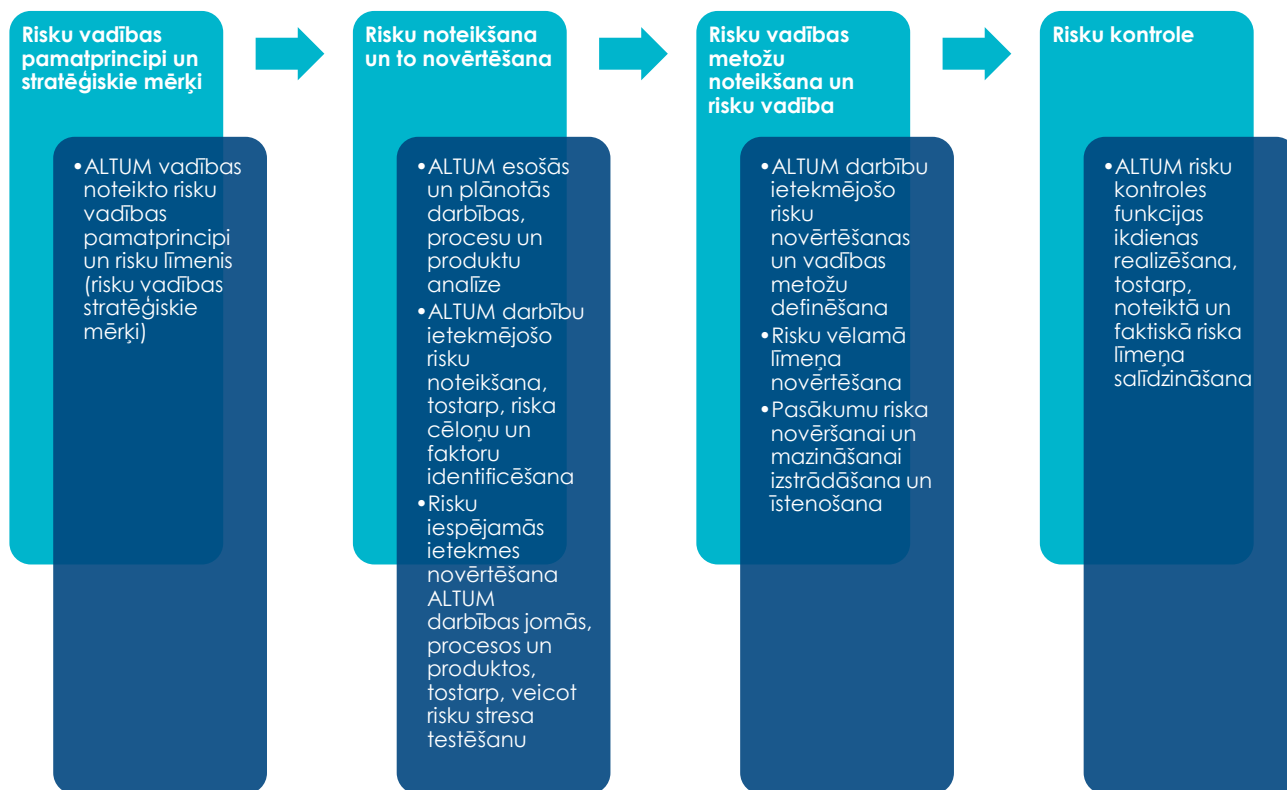 Risku vadības
pamatprincipi un
stratēģiskie mērķi
•ALTUM vadības
noteikto risku
vadības
pamatprincipi
un risku līmenis
(risku vadības
stratēģiskie
mērķi)
Risku noteikšana
un to novērtēšana
•ALTUM esošās
un plānotās
darbības,
procesu un
produktu
analīze
•ALTUM darbību
ietekmējošo
risku
noteikšana,
tostarp, riska
cēloņu un
faktoru
identificēšana
•Risku
iespējamās
ietekmes
novērtēšana
ALTUM
darbības jomās,
procesos un
produktos,
tostarp, veicot
risku stresa
testēšanu
Risku vadības
metožu
noteikšana un
risku vadība
•ALTUM darbību
ietekmējošo
risku
novērtēšanas
un vadības
metožu
definēšana
•Risku vēlamā
līmeņa
novērtēšana
•Pasākumu riska
novēršanai un
mazināšanai
izstrādāšana un
īstenošana
Risku kontrole
•ALTUM risku
kontroles
funkcijas
ikdienas
realizēšana,
tostarp,
noteiktā un
faktiskā riska
līmeņa
salīdzināšana